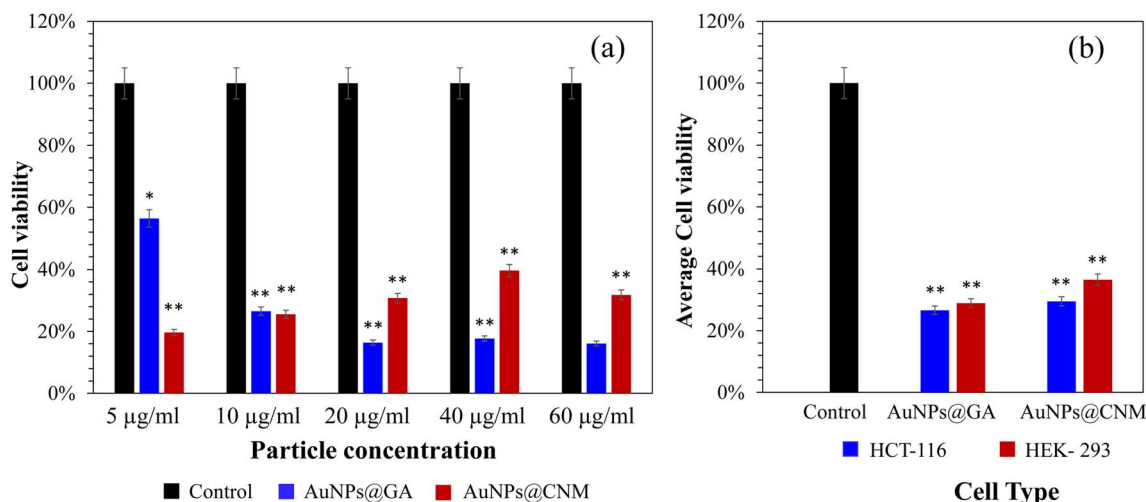 (a)
120%
100%
80%
60%
40%
20%
0%
Cell viability
*
**
**
**
**
**
**
**
**
5 µg/ml 10 µg/ml 20 µg/ml 40 µg/ml 60 µg/ml
Particle concentration
Control AuNPs@GA AuNPs@CNM
(b)
120%
100%
80%
60%
40%
20%
0%
Average Cell viability
**
**
**
**
Control AuNPs@GA AuNPs@CNM
HCT-116 HEK- 293
Cell Type